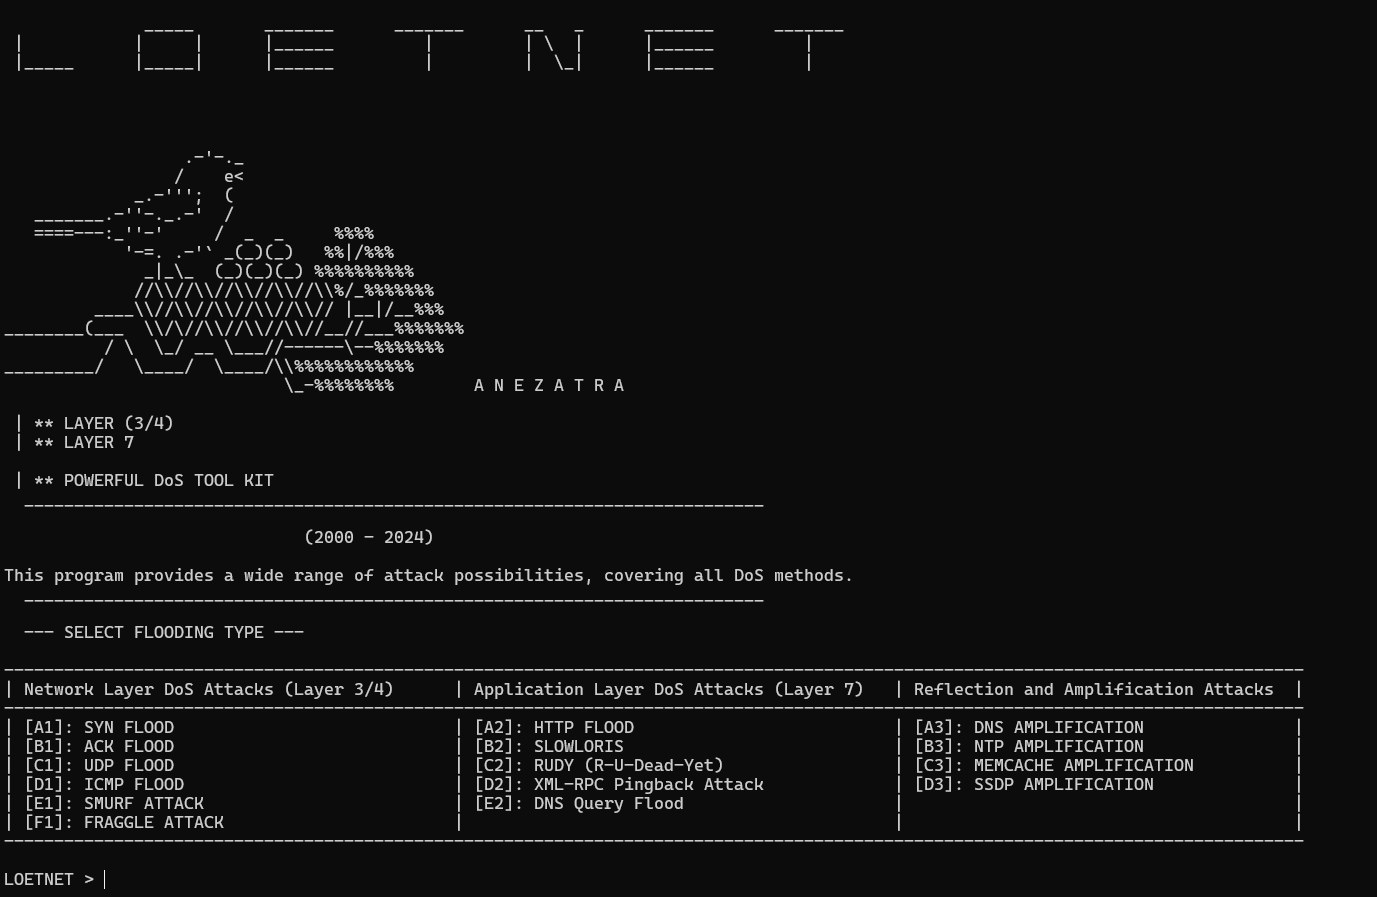 LOETNET
A N E Z A T R A
| ** LAYER (3/4)
| ** LAYER 7
| ** POWERFUL DoS TOOL KIT
(2000 - 2024)
This program provides a wide range of attack possibilities, covering all DoS methods.
--- SELECT FLOODING TYPE ---
| Network Layer DoS Attacks (Layer 3/4) | Application Layer DoS Attacks (Layer 7) | Reflection and Amplification Attacks |
| [A1]: SYN FLOOD | [A2]: HTTP FLOOD | [A3]: DNS AMPLIFICATION |
| [B1]: ACK FLOOD | [B2]: SLOWLORIS | [B3]: NTP AMPLIFICATION |
| [C1]: UDP FLOOD | [C2]: RUDY (R-U-Dead-Yet) | [C3]: MEMCACHE AMPLIFICATION |
| [D1]: ICMP FLOOD | [D2]: XML-RPC Pingback Attack | [D3]: SSDP AMPLIFICATION |
| [E1]: SMURF ATTACK | [E2]: DNS Query Flood | |
| [F1]: FRAGGLE ATTACK | | |
LOETNET >